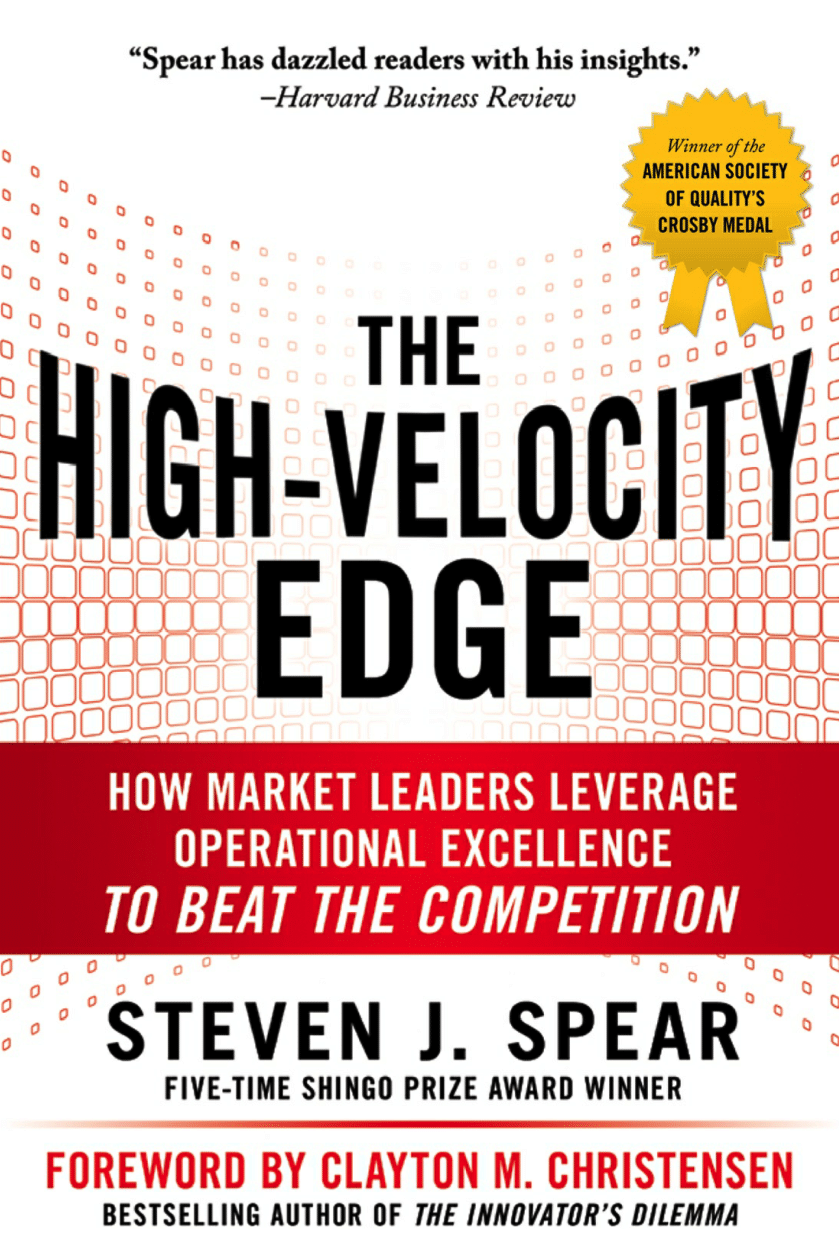 “Spear has dazzled readers with his insights.”
–Harvard Business Review
Winner of the
AMERICAN SOCIETY
OF QUALITY’S
CROSBY MEDAL
THE
HIGH-VELOCITY
EDGE
HOW MARKET LEADERS LEVERAGE
OPERATIONAL EXCELLENCE
TO BEAT THE COMPETITION
STEVEN J. SPEAR
FIVE-TIME SHINGO PRIZE AWARD WINNER
FOREWORD BY CLAYTON M. CHRISTENSEN
BESTSELLING AUTHOR OF THE INNOVATOR’S DILEMMA